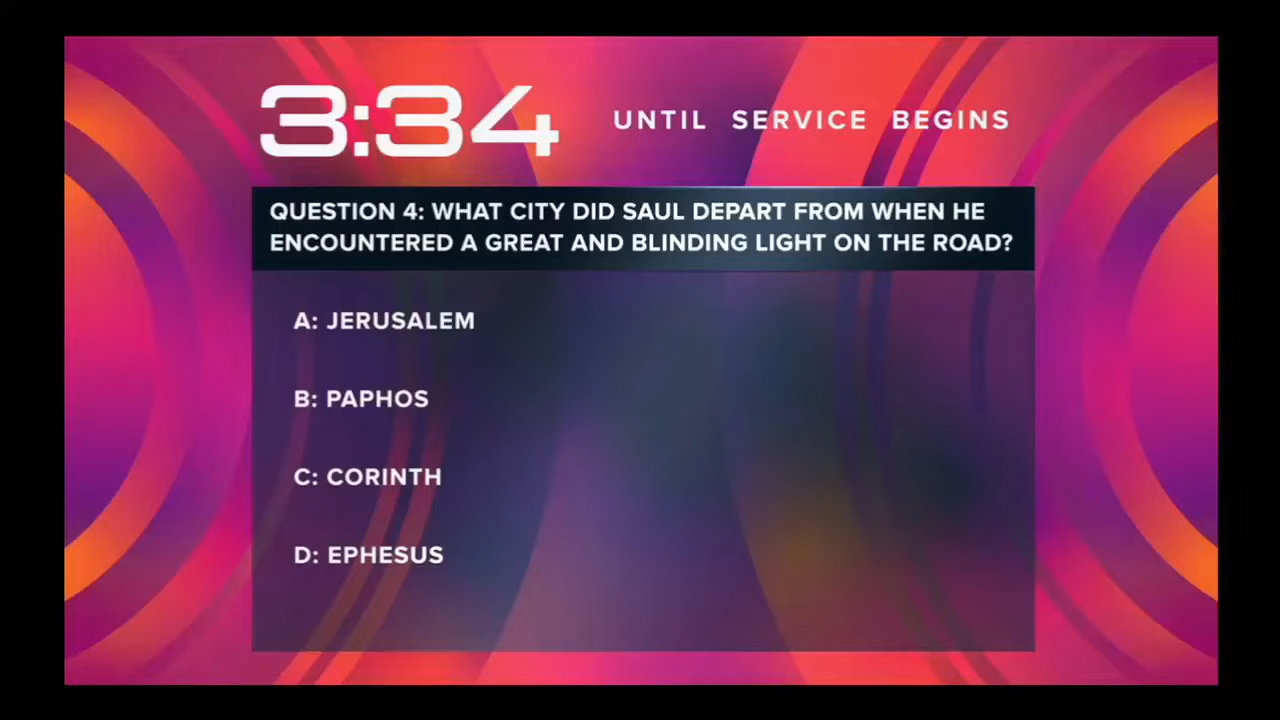 3:34 UNTIL SERVICE BEGINS
QUESTION 4: WHAT CITY DID SAUL DEPART FROM WHEN HE
ENCOUNTERED A GREAT AND BLINDING LIGHT ON THE ROAD?
A: JERUSALEM
B: PAPHOS
C: CORINTH
D: EPHESUS